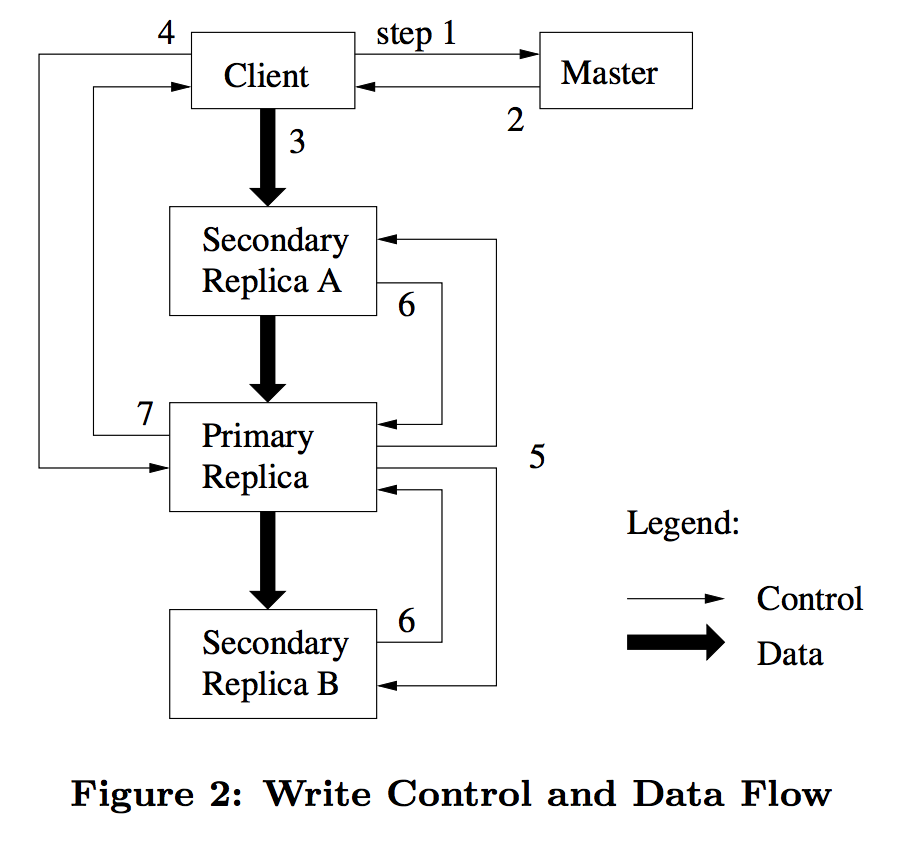 4
step 1
Client
Master
2
3
Secondary
Replica A
6
7
Primary
Replica
5
Legend:
Control
Data
6
Secondary
Replica B
Figure 2: Write Control and Data Flow